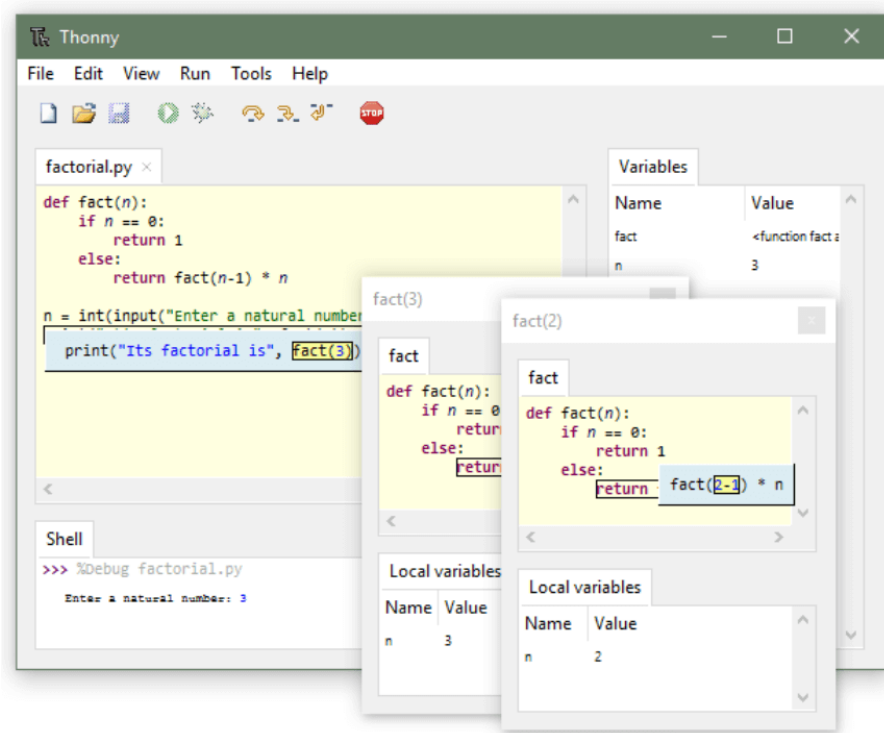 Thonny
File Edit View Run Tools Help
STOP
factorial.py
def fact(n):
if n == 0:
return 1
else:
return fact(n-1) * n
n = int(input("Enter a natural number
print("Its factorial is", fact(3))
Shell
>>> %Debug factorial.py
Enter a natural number: 3
Variables
Name Value
fact <function fact a
n 3
fact(3)
fact
def fact(n):
if n == 0
retur
else:
retur
Local variables
Name Value
n 3
fact(2)
fact
def fact(n):
if n == 0:
return 1
else:
return fact(2-1) * n
Local variables
Name Value
n 2